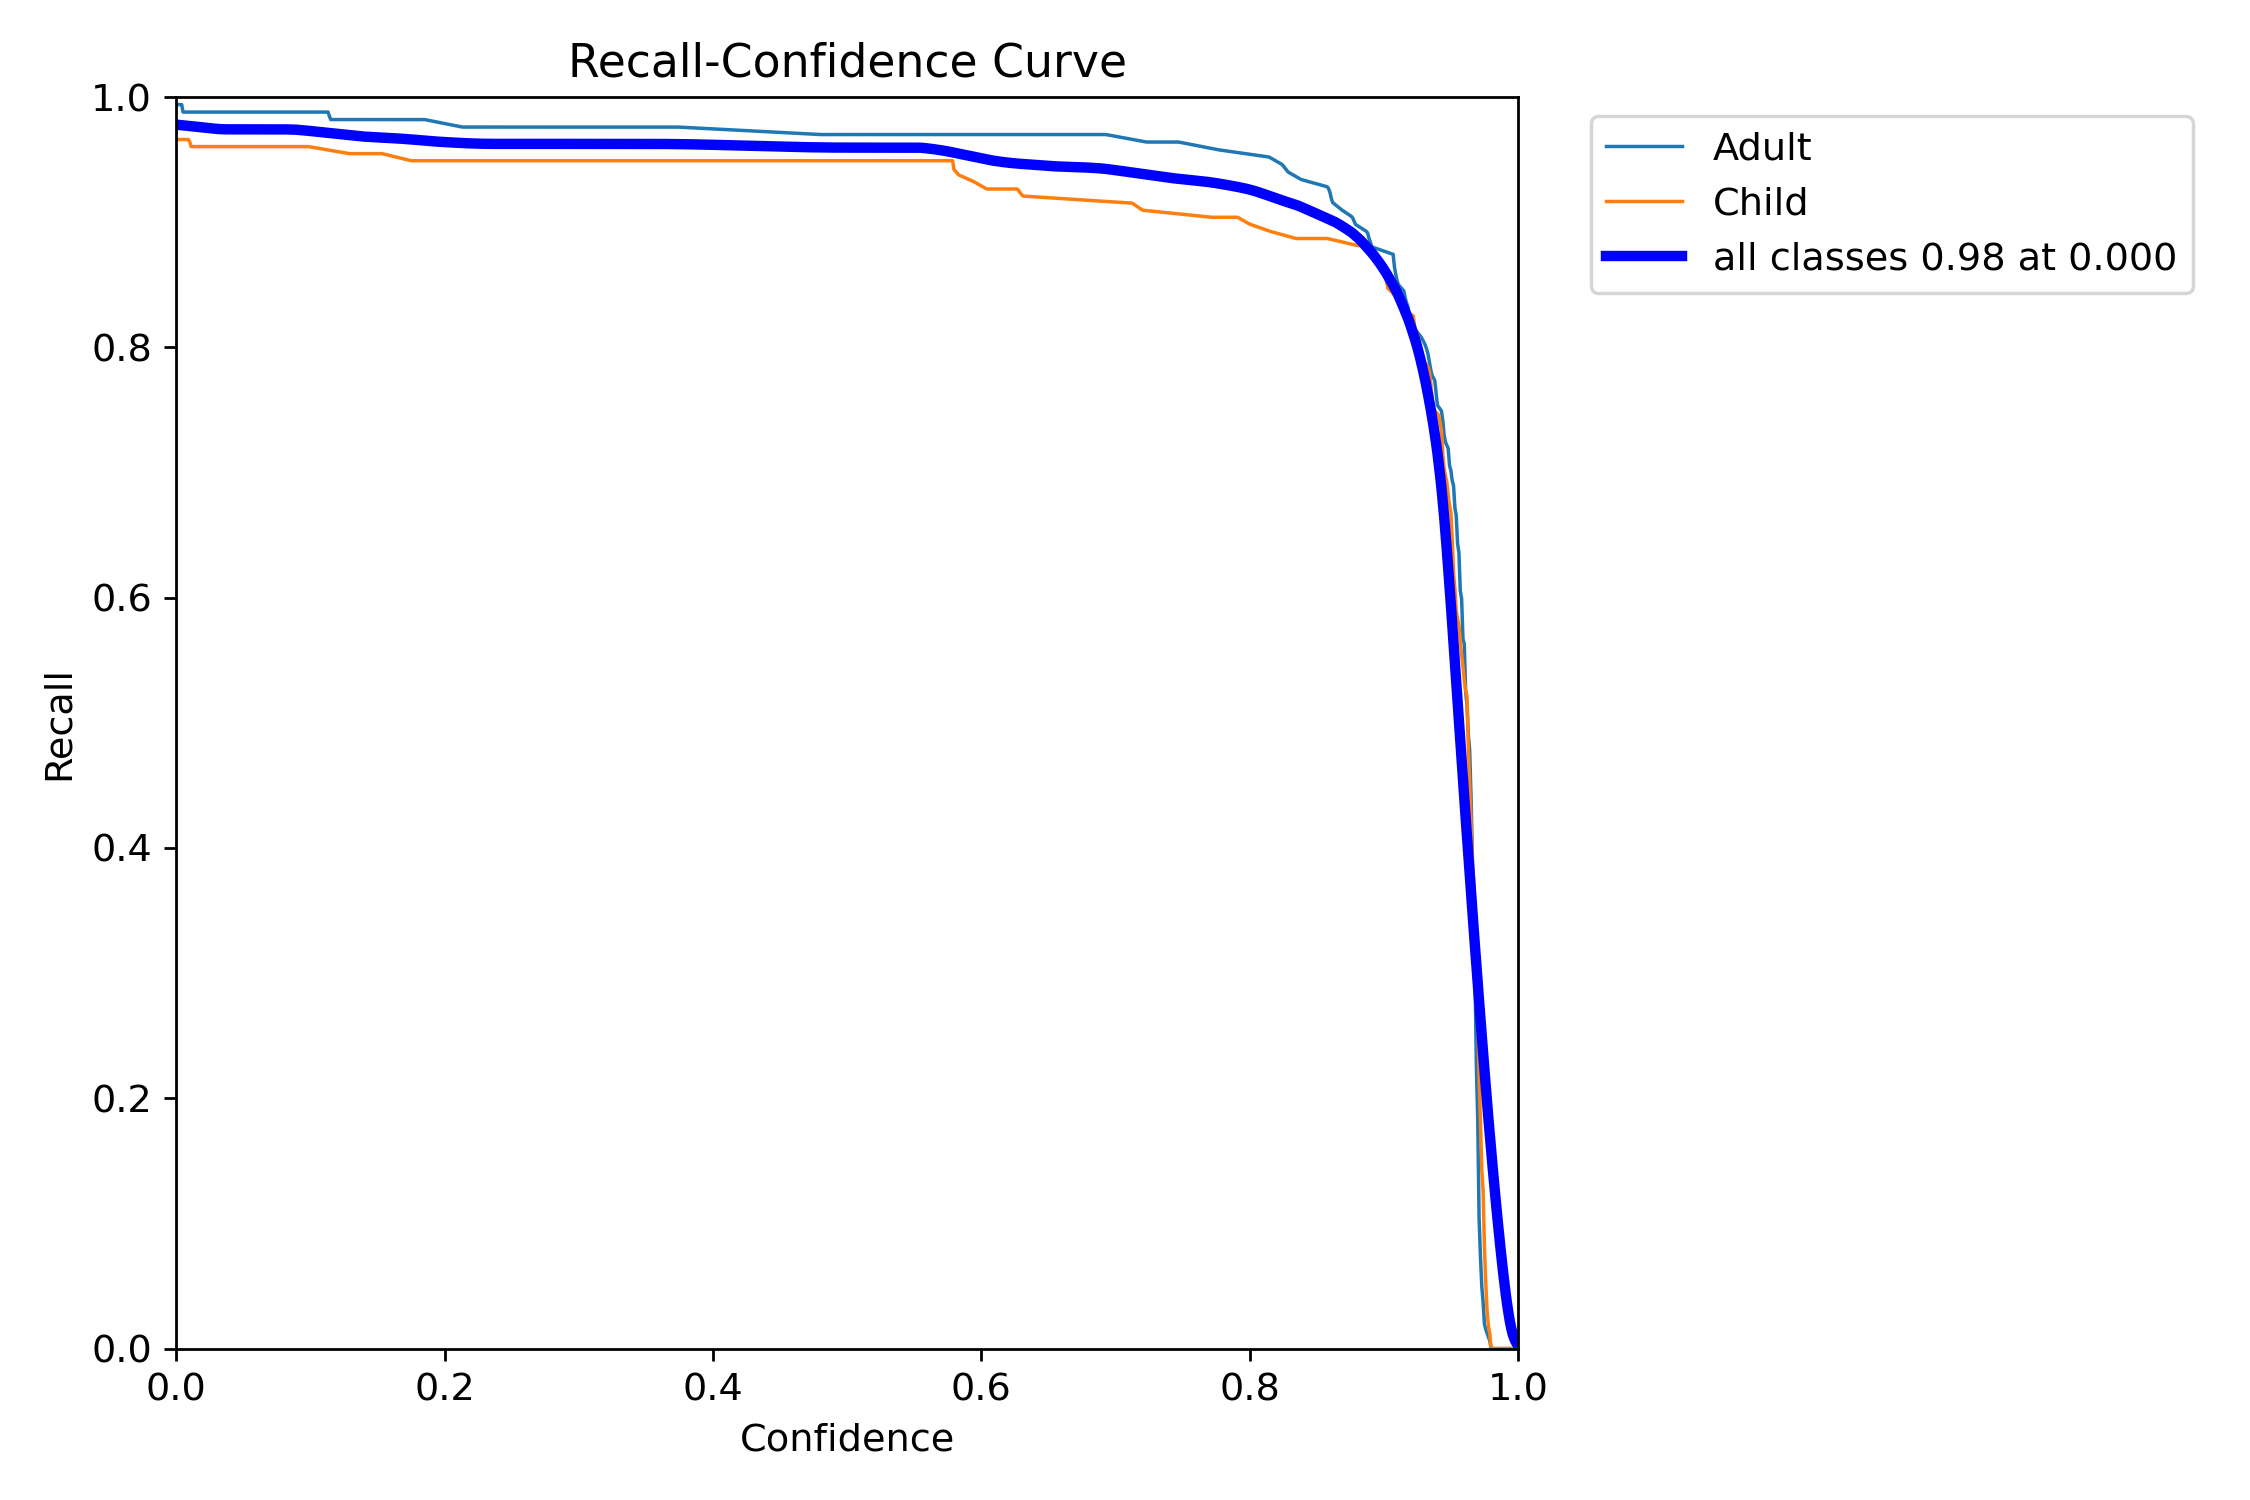 Recall-Confidence Curve
1.0
0.8
0.6
0.4
0.2
0.0
Recall
0.0 0.2 0.4 0.6 0.8 1.0
Confidence
Adult
Child
all classes 0.98 at 0.000